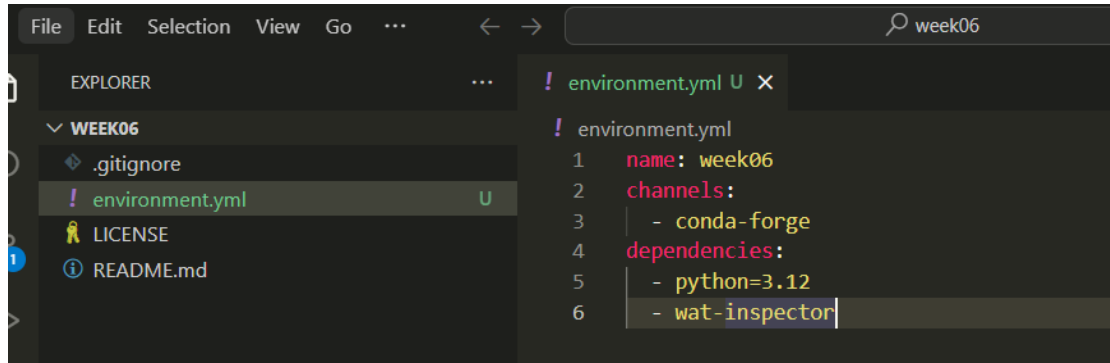 File Edit Selection View Go ··· ← → week06
EXPLORER ···
WEEK06
.gitignore
environment.yml U
LICENSE
README.md
1
! environment.yml U ×
! environment.yml
1 name: week06
2 channels:
3   - conda-forge
4 dependencies:
5   - python=3.12
6   - wat-inspector